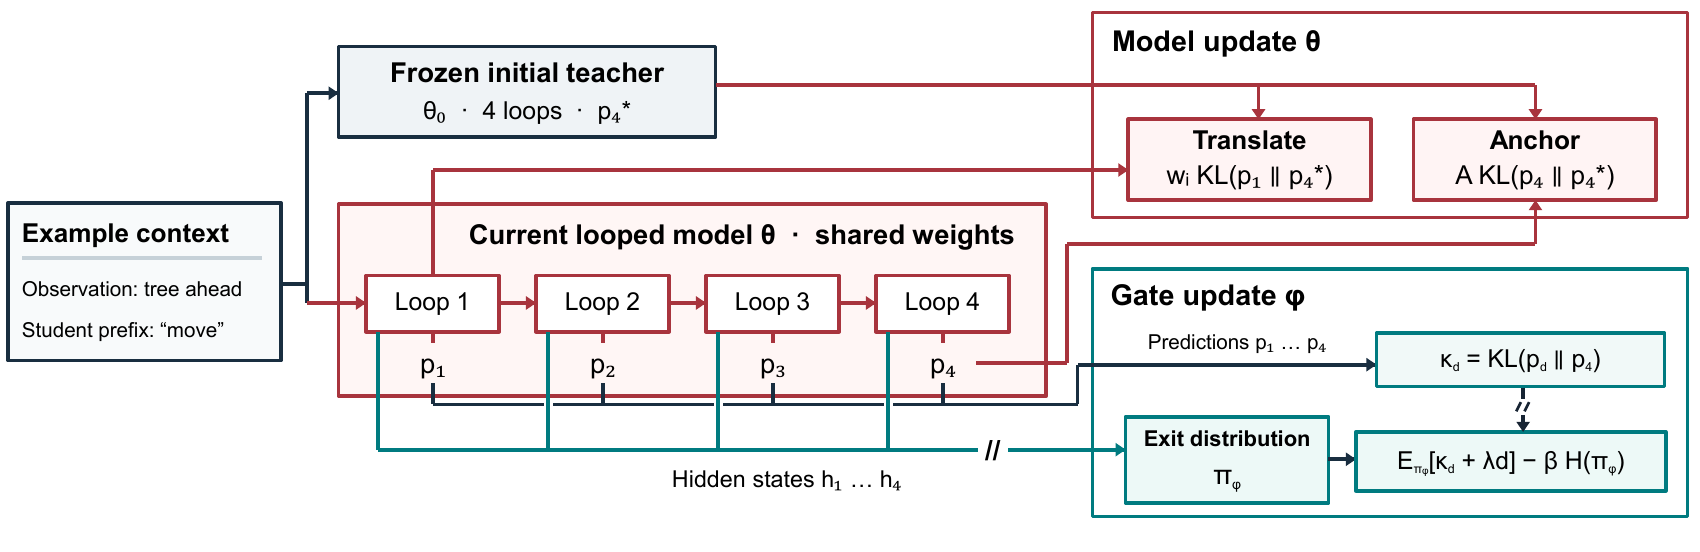 Frozen initial teacher
θ₀ · 4 loops · p₄*
Model update θ
Translate
wᵢ KL(p₁ ∥ p₄*)
Anchor
A KL(p₄ ∥ p₄*)
Example context
Observation: tree ahead
Student prefix: “move”
Current looped model θ · shared weights
Loop 1
Loop 2
Loop 3
Loop 4
p₁
p₂
p₃
p₄
Gate update φ
Predictions p₁ … p₄
κ_d = KL(p_d ∥ p₄)
//
Exit distribution
π_φ
//
E_{π_φ}[κ_d + λd] − β H(π_φ)
Hidden states h₁ … h₄